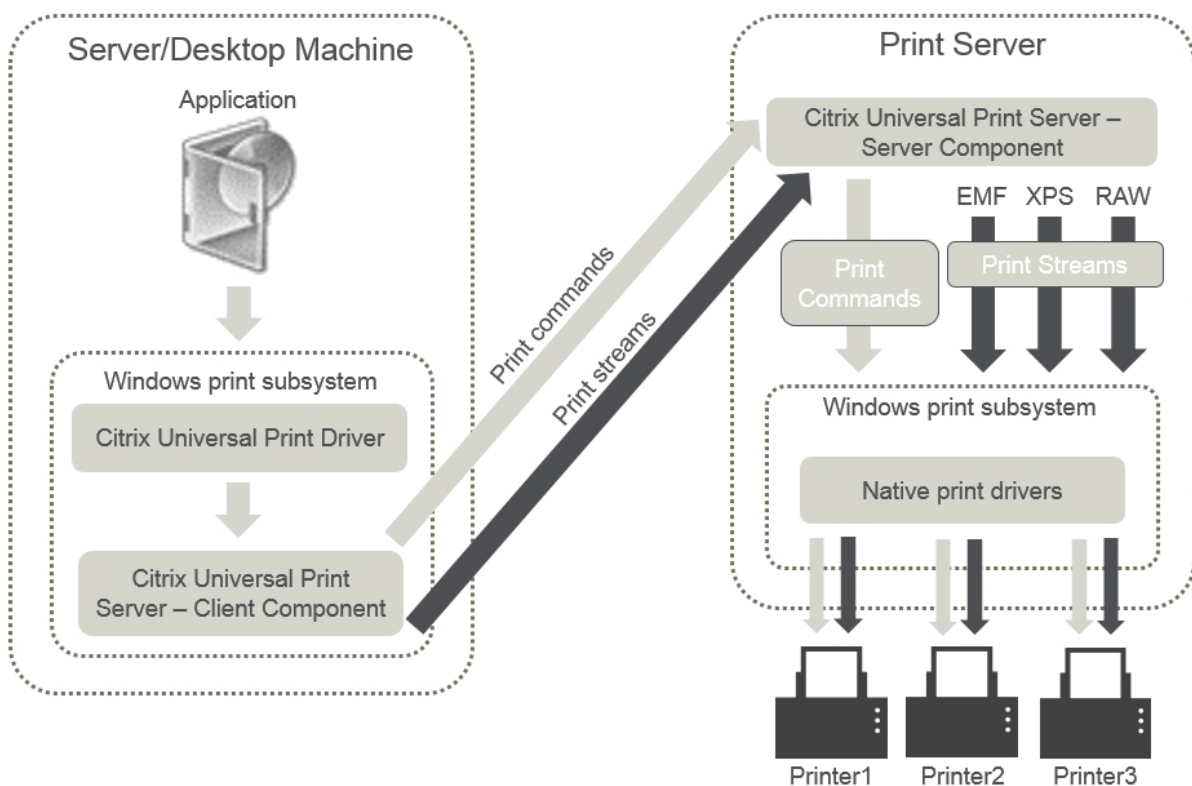 Server/Desktop Machine
Application
Windows print subsystem
Citrix Universal Print Driver
Citrix Universal Print
Server – Client Component
Print commands
Print streams
Print Server
Citrix Universal Print Server –
Server Component
EMF XPS RAW
Print
Commands
Print Streams
Windows print subsystem
Native print drivers
Printer1 Printer2 Printer3